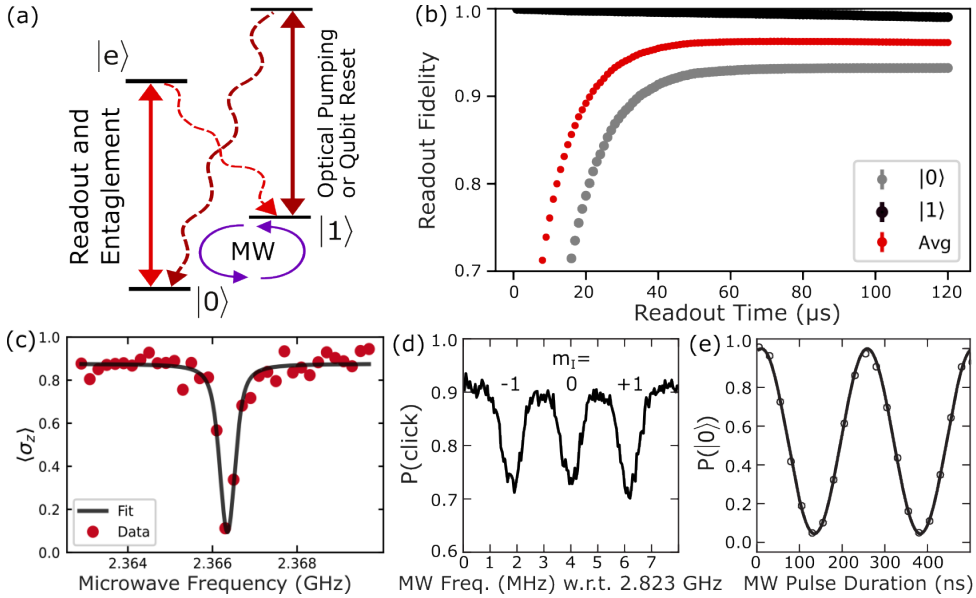 (a)
|e⟩
Readout and
Entaglement
Optical Pumping
or Qubit Reset
|1⟩
MW
|0⟩
(b)
Readout Fidelity
1.0
0.9
0.8
0.7
0
20
40
60
80
100
120
Readout Time (µs)
|0⟩
|1⟩
Avg
(c)
⟨σz⟩
1.0
0.8
0.6
0.4
0.2
0.0
Fit
Data
2.364
2.366
2.368
Microwave Frequency (GHz)
(d)
P(click)
1.0
0.9
0.8
0.7
0.6
mI=
-1
0
+1
0 1 2 3 4 5 6 7
MW Freq. (MHz) w.r.t. 2.823 GHz
(e)
P(|0⟩)
1.0
0.8
0.6
0.4
0.2
0.0
0 100 200 300 400
MW Pulse Duration (ns)